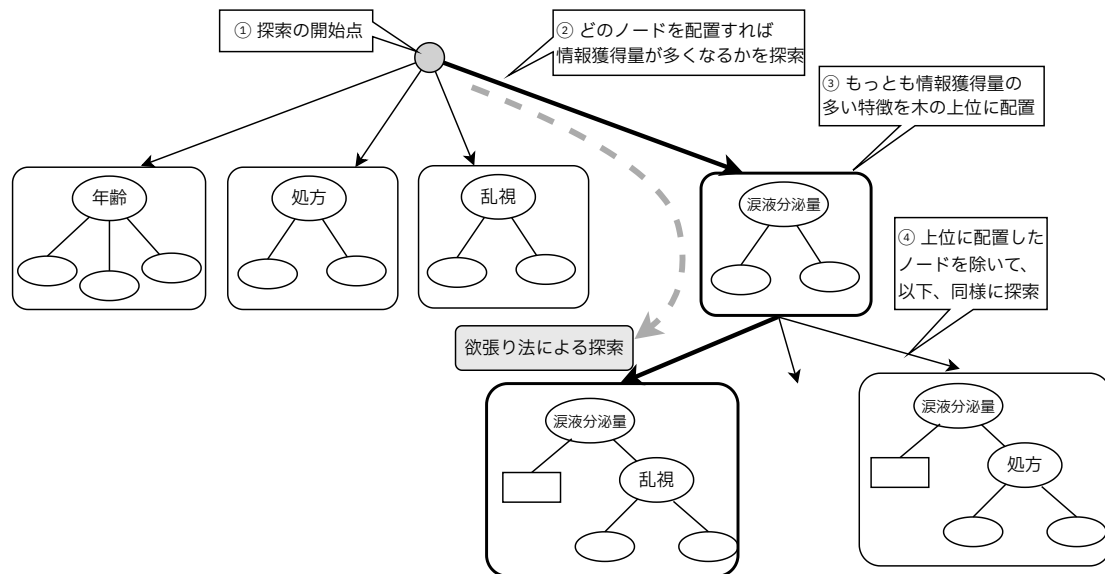 ① 探索の開始点
② どのノードを配置すれば
情報獲得量が多くなるかを探索
③ もっとも情報獲得量の
多い特徴を木の上位に配置
年齢
処方
乱視
涙液分泌量
④ 上位に配置した
ノードを除いて、
以下、同様に探索
欲張り法による探索
涙液分泌量
乱視
涙液分泌量
処方